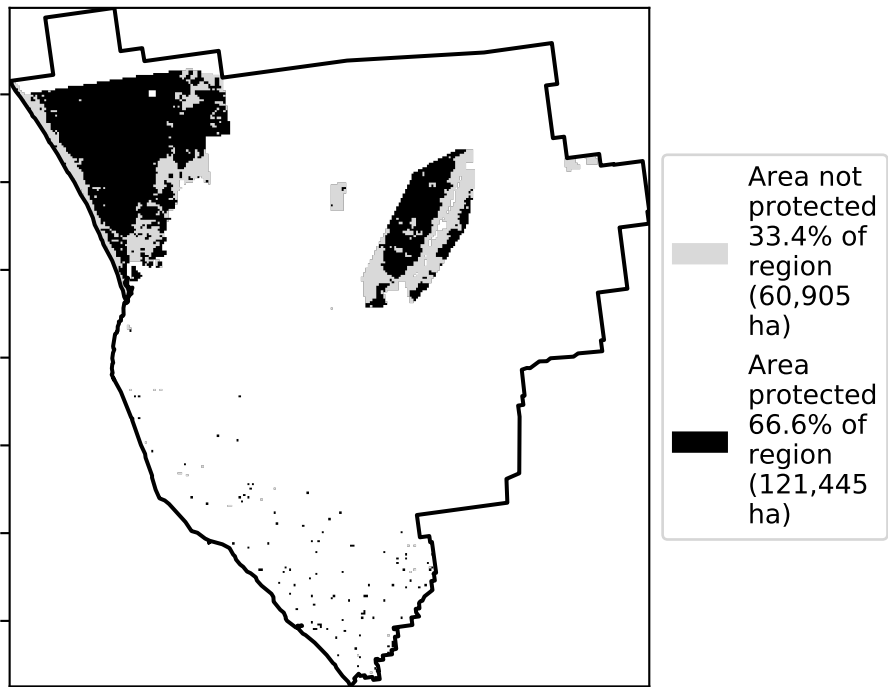 Area not
protected
33.4% of
region
(60,905
ha)
Area
protected
66.6% of
region
(121,445
ha)